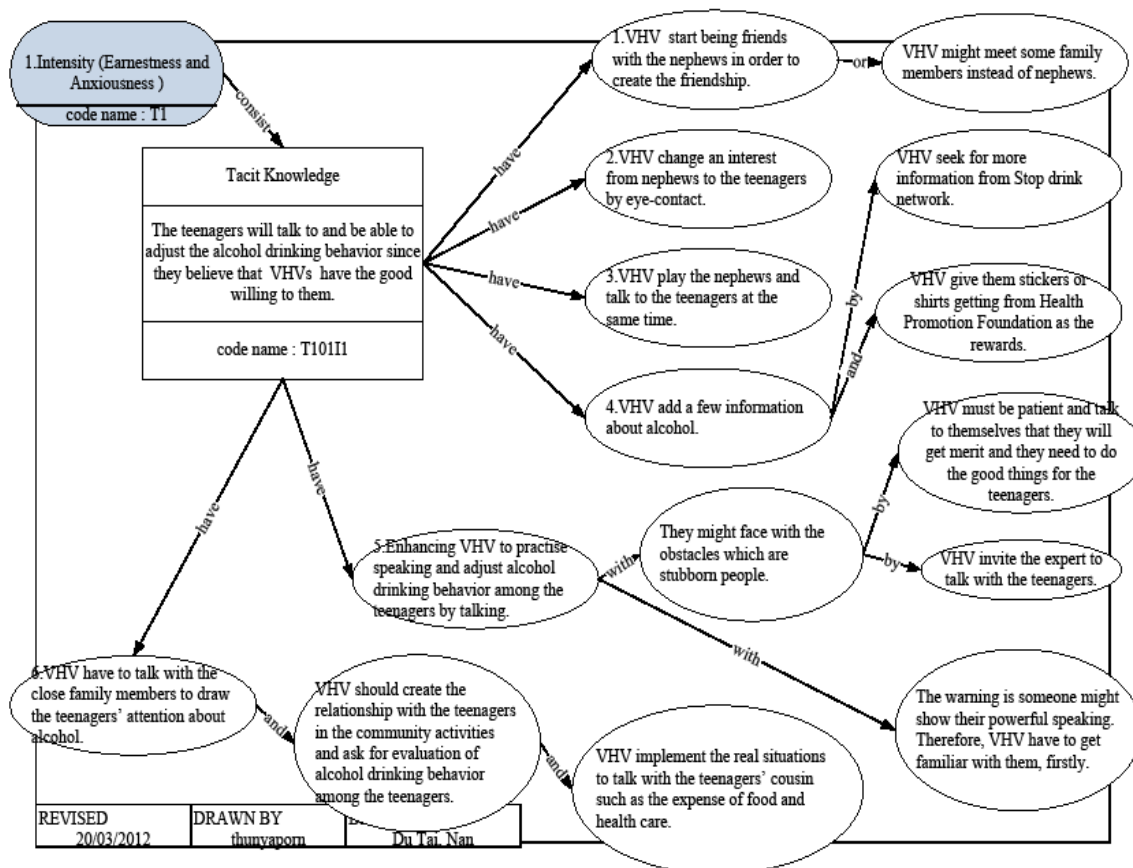 1.Intensity (Earnestness and
Anxiousness )
code name : T1
consist
Tacit Knowledge
The teenagers will talk to and be able to
adjust the alcohol drinking behavior since
they believe that VHVs have the good
willing to them.
code name : T101I1
have
1.VHV start being friends
with the nephews in order to
create the friendship.
or
VHV might meet some family
members instead of nephews.
have
2.VHV change an interest
from nephews to the teenagers
by eye-contact.
have
3.VHV play the nephews and
talk to the teenagers at the
same time.
have
4.VHV add a few information
about alcohol.
by
VHV seek for more
information from Stop drink
network.
and
VHV give them stickers or
shirts getting from Health
Promotion Foundation as the
rewards.
have
5.Enhancing VHV to practise
speaking and adjust alcohol
drinking behavior among the
teenagers by talking.
with
They might face with the
obstacles which are
stubborn people.
by
VHV must be patient and talk
to themselves that they will
get merit and they need to do
the good things for the
teenagers.
by
VHV invite the expert to
talk with the teenagers.
with
The warning is someone might
show their powerful speaking.
Therefore, VHV have to get
familiar with them, firstly.
have
6.VHV have to talk with the
close family members to draw
the teenagers’ attention about
alcohol.
and
VHV should create the
relationship with the teenagers
in the community activities
and ask for evaluation of
alcohol drinking behavior
among the teenagers.
and
VHV implement the real situations
to talk with the teenagers’ cousin
such as the expense of food and
health care.
REVISED
20/03/2012
DRAWN BY
thunyaporn
Du Tai, Nan